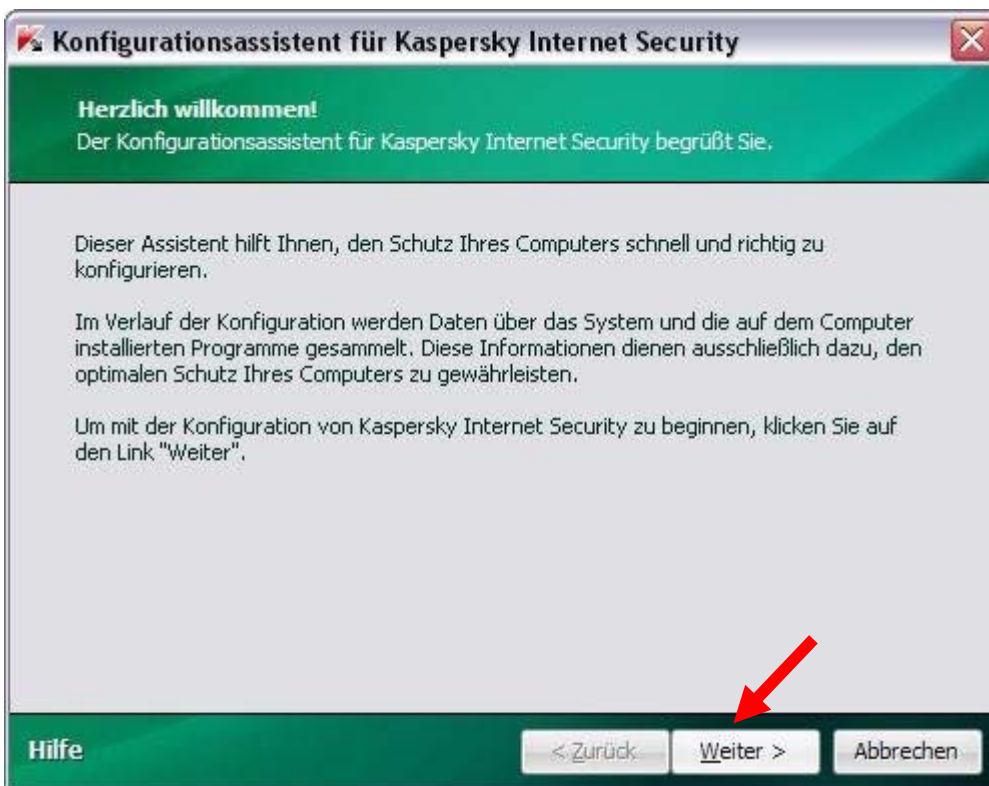 Konfigurationsassistent für Kaspersky Internet Security
Herzlich willkommen!
Der Konfigurationsassistent für Kaspersky Internet Security begrüßt Sie.
Dieser Assistent hilft Ihnen, den Schutz Ihres Computers schnell und richtig zu
konfigurieren.
Im Verlauf der Konfiguration werden Daten über das System und die auf dem Computer
installierten Programme gesammelt. Diese Informationen dienen ausschließlich dazu, den
optimalen Schutz Ihres Computers zu gewährleisten.
Um mit der Konfiguration von Kaspersky Internet Security zu beginnen, klicken Sie auf
den Link "Weiter".
Hilfe < Zurück Weiter > Abbrechen